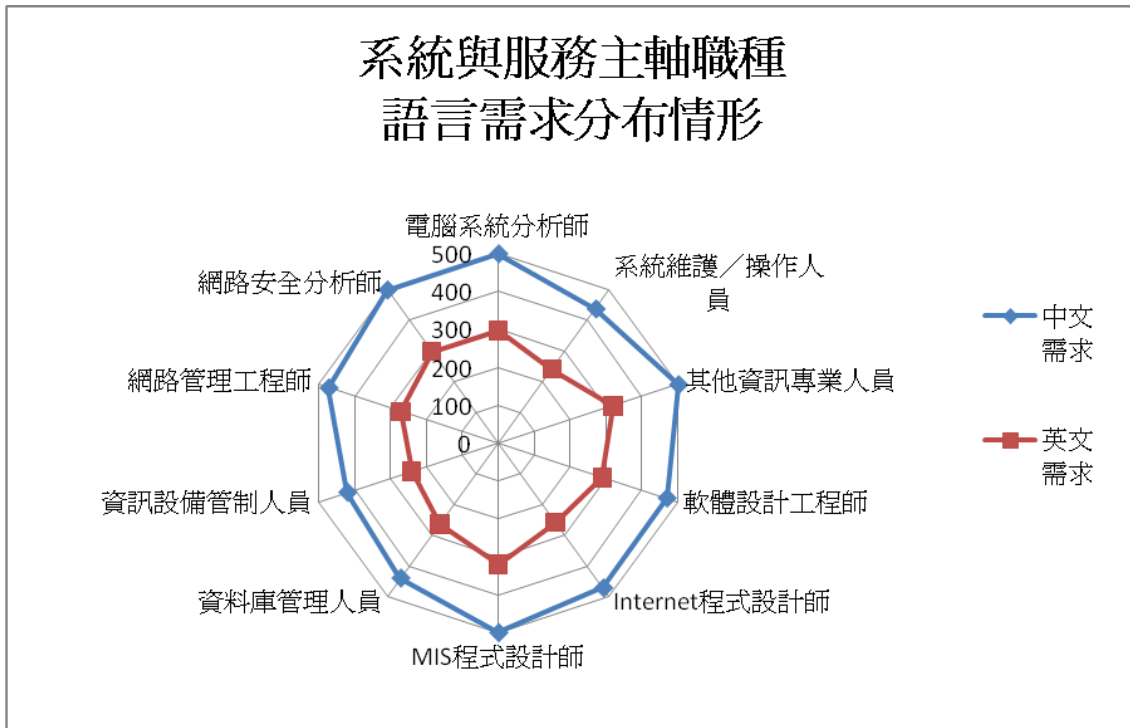 系統與服務主軸職種
語言需求分布情形
電腦系統分析師
系統維護／操作人
員
其他資訊專業人員
軟體設計工程師
Internet程式設計師
MIS程式設計師
資料庫管理人員
資訊設備管制人員
網路管理工程師
網路安全分析師
500
400
300
200
100
0
中文
需求
英文
需求